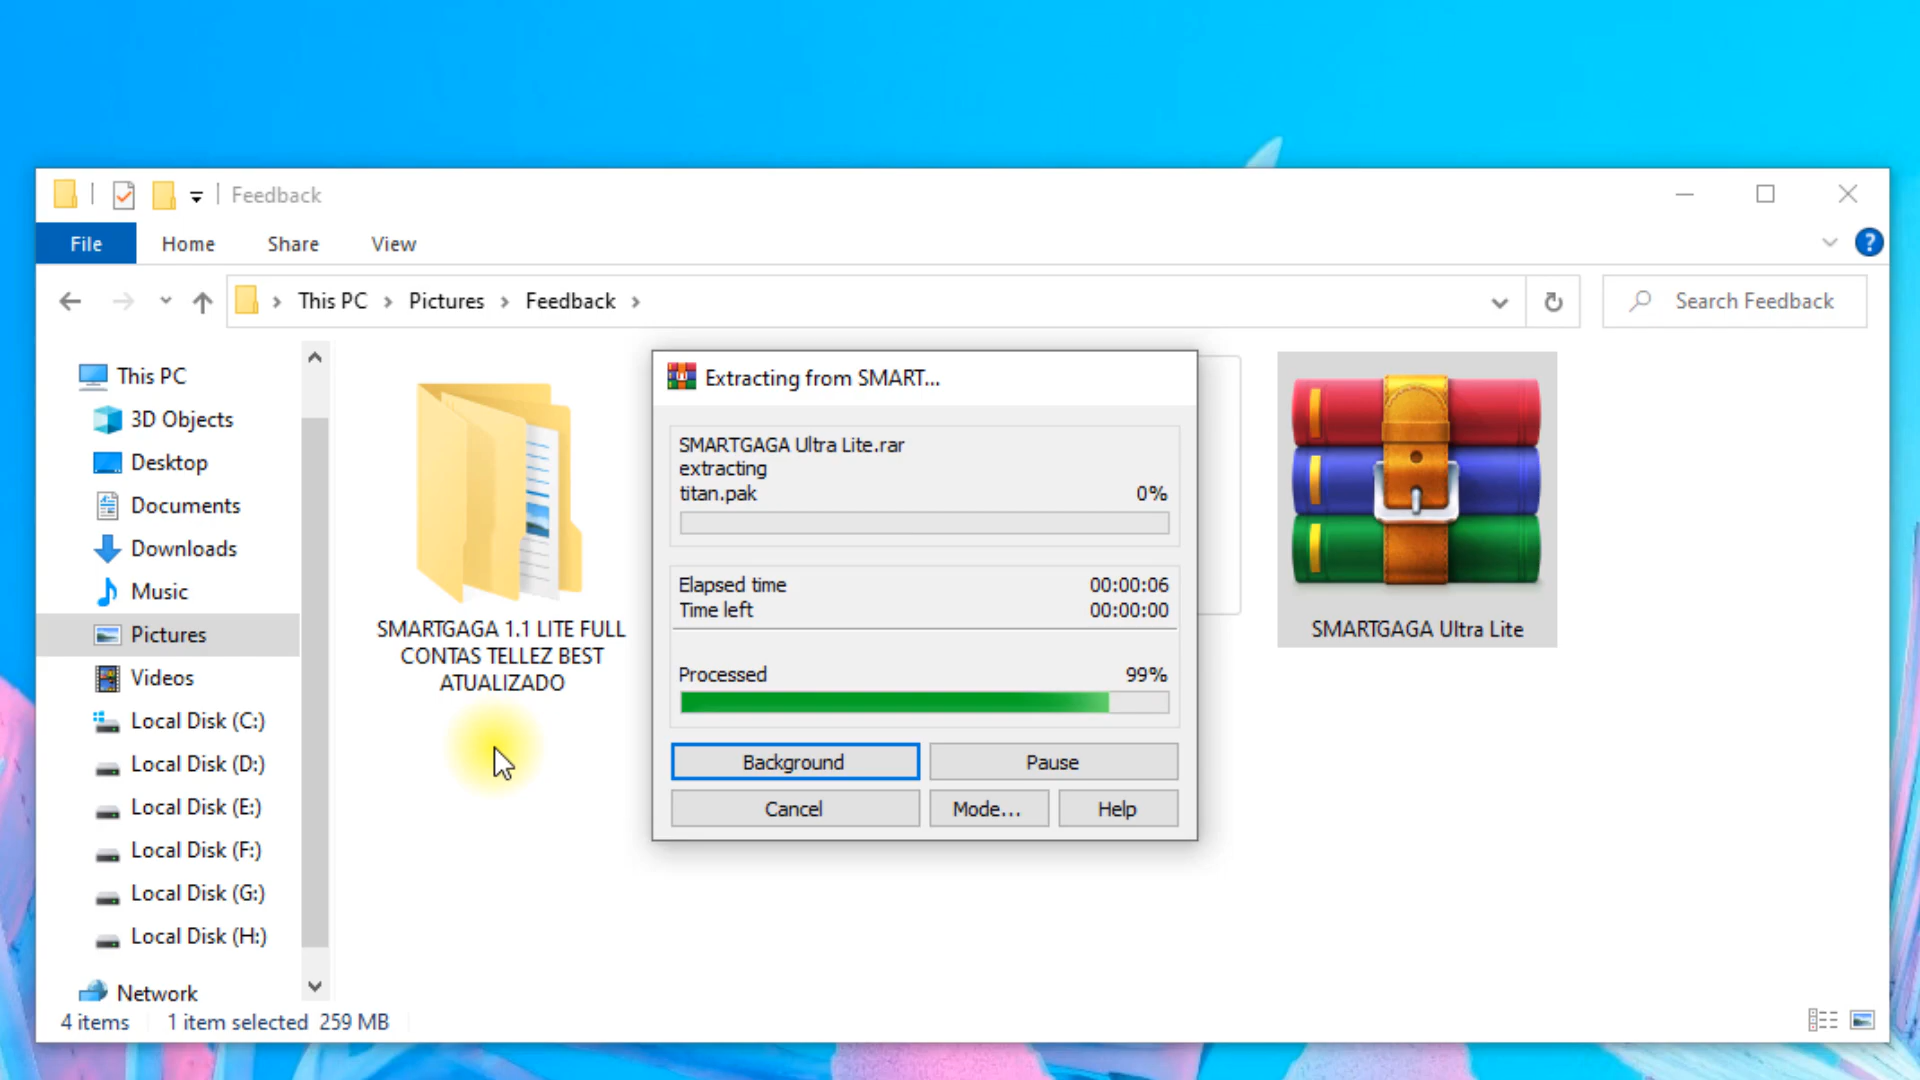 Feedback
File Home Share View
?
This PC Pictures Feedback
Search Feedback
This PC
3D Objects
Desktop
Documents
Downloads
Music
Pictures
Videos
Local Disk (C:)
Local Disk (D:)
Local Disk (E:)
Local Disk (F:)
Local Disk (G:)
Local Disk (H:)
Network
SMARTGAGA 1.1 LITE FULL
CONTAS TELLEZ BEST
ATUALIZADO
Extracting from SMART...
SMARTGAGA Ultra Lite.rar
extracting
titan.pak 0%
Elapsed time 00:00:06
Time left 00:00:00
Processed 99%
Background Pause
Cancel Mode... Help
SMARTGAGA Ultra Lite
4 items 1 item selected 259 MB